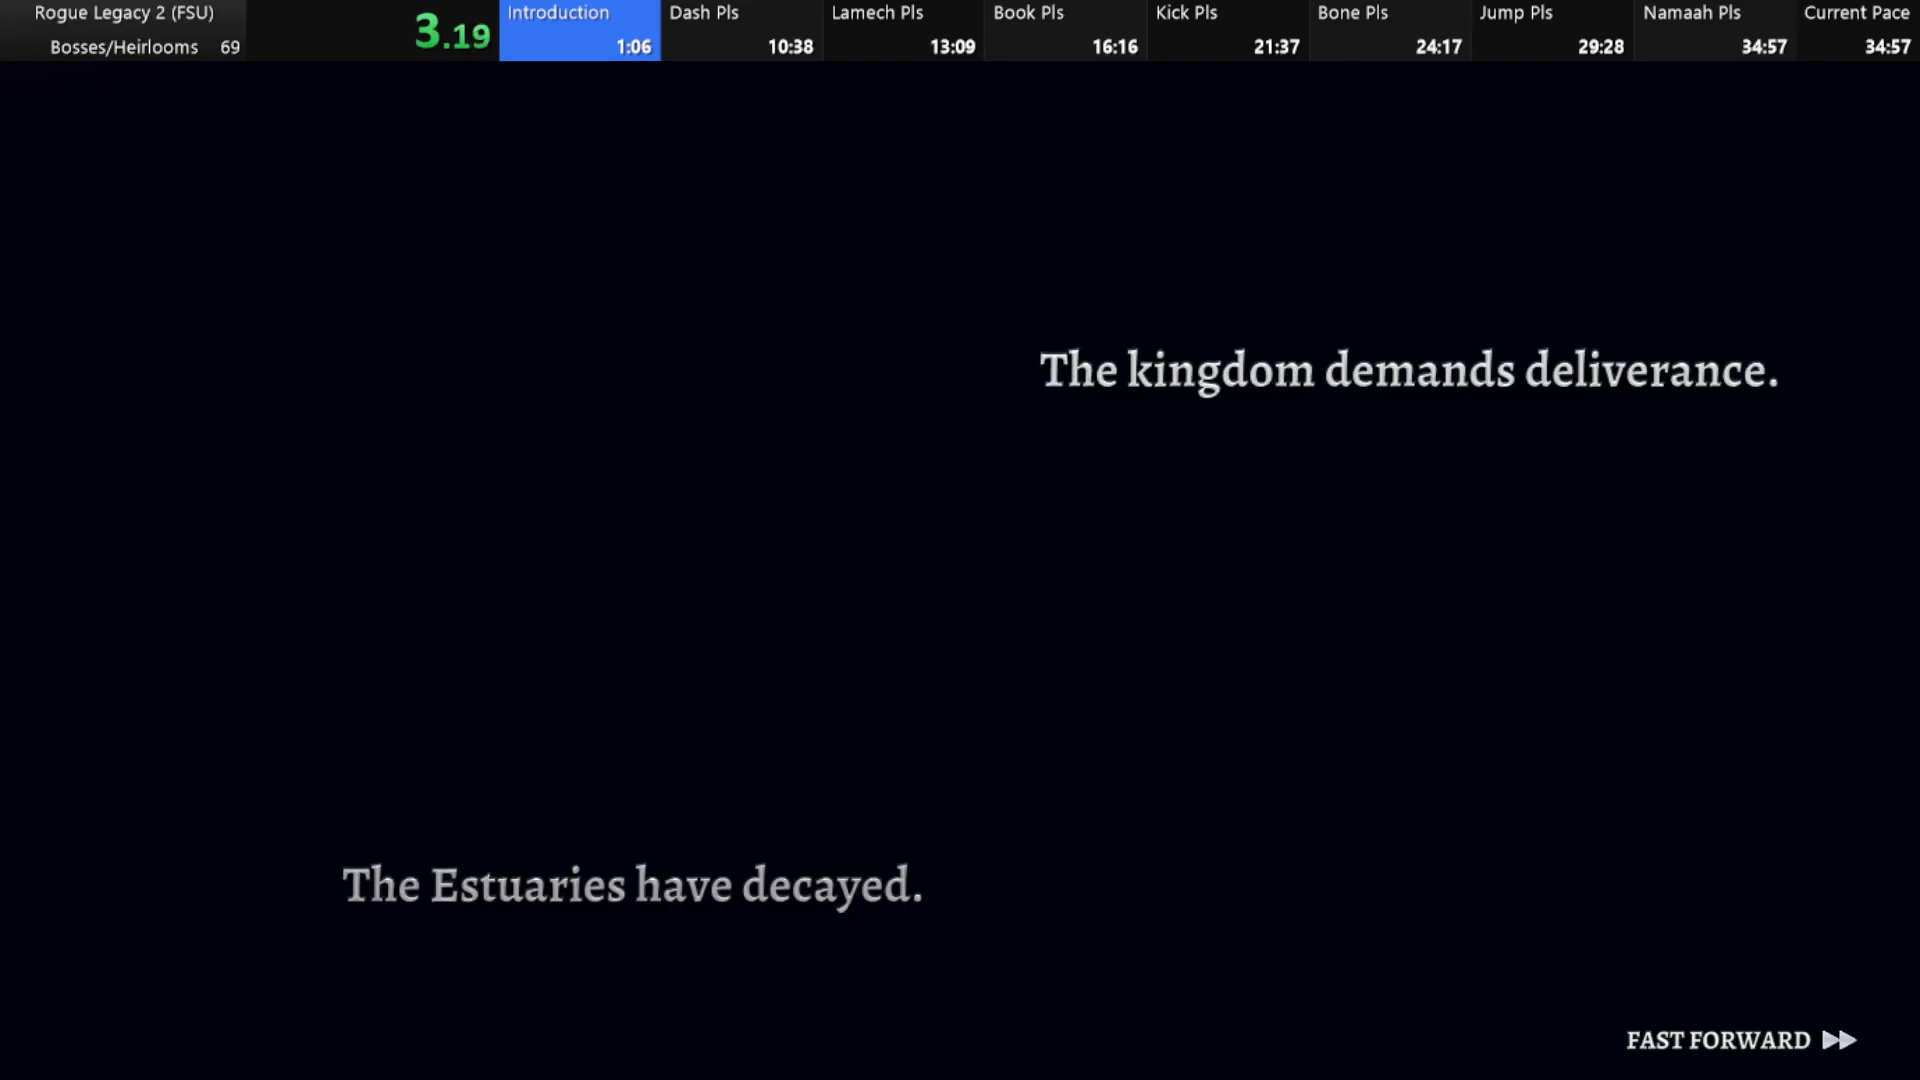 Rogue Legacy 2 (FSU)
Bosses/Heirlooms 69
3.19
Introduction
1:06
Dash Pls
10:38
Lamech Pls
13:09
Book Pls
16:16
Kick Pls
21:37
Bone Pls
24:17
Jump Pls
29:28
Namaah Pls
34:57
Current Pace
34:57
The kingdom demands deliverance.
The Estuaries have decayed.
FAST FORWARD